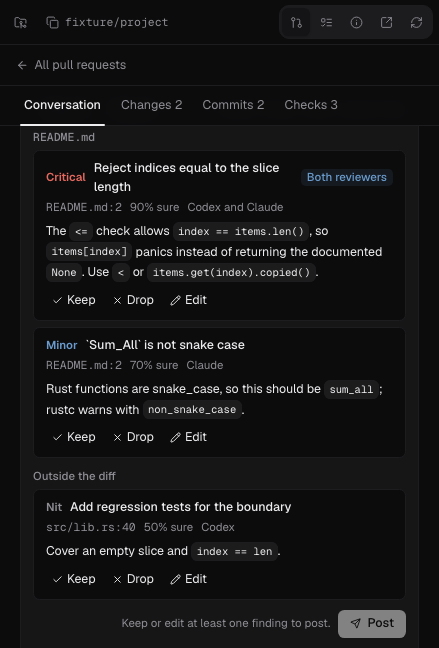 fixture/project
All pull requests
Conversation Changes 2 Commits 2 Checks 3
README.md
Critical Reject indices equal to the slice length Both reviewers
README.md:2 90% sure Codex and Claude
The <= check allows index == items.len(), so
items[index] panics instead of returning the documented
None. Use < or items.get(index).copied().
Keep Drop Edit
Minor `Sum_All` is not snake case
README.md:2 70% sure Claude
Rust functions are snake_case, so this should be sum_all;
rustc warns with non_snake_case.
Keep Drop Edit
Outside the diff
Nit Add regression tests for the boundary
src/lib.rs:40 50% sure Codex
Cover an empty slice and index == len.
Keep Drop Edit
Keep or edit at least one finding to post. Post